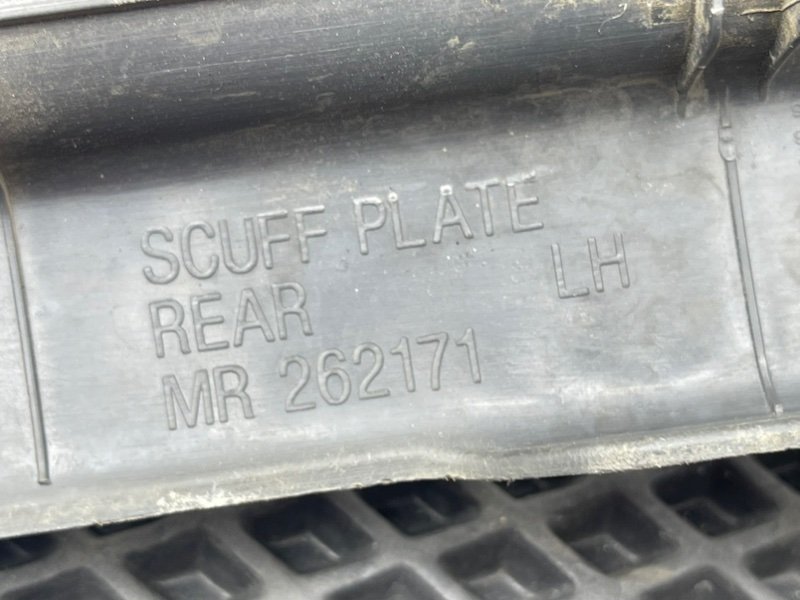 SCUFF PLATE
REAR LH
MR 262171